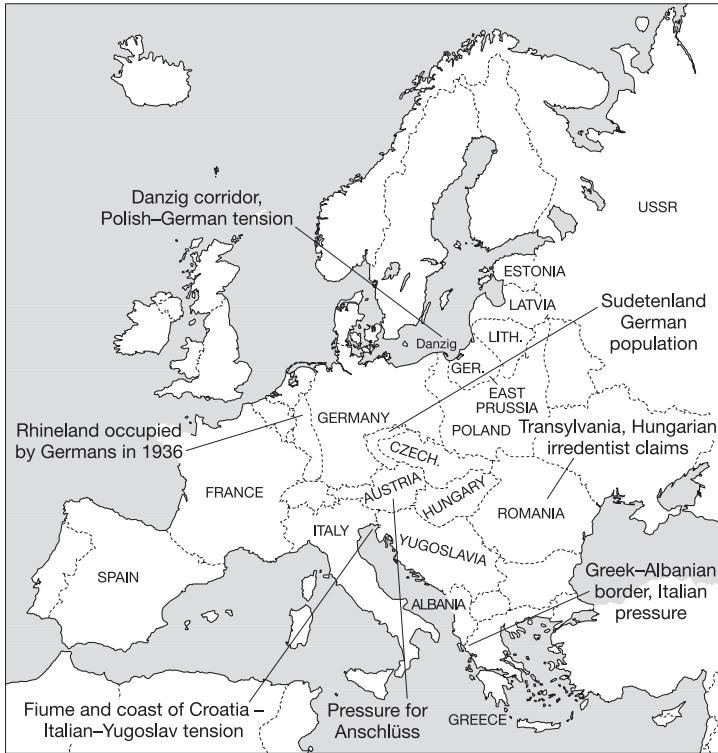 Danzig corridor,
Polish–German tension
USSR
ESTONIA
LATVIA
Sudetenland
German
population
LITH.
Danzig
GER.
EAST
PRUSSIA
GERMANY
POLAND
Rhineland occupied
by Germans in 1936
Transylvania, Hungarian
irredentist claims
CZECH.
FRANCE
AUSTRIA
HUNGARY
ROMANIA
ITALY
YUGOSLAVIA
SPAIN
Greek–Albanian
border, Italian
pressure
ALBANIA
Fiume and coast of Croatia –
Italian–Yugoslav tension
Pressure for
Anschlüss
GREECE